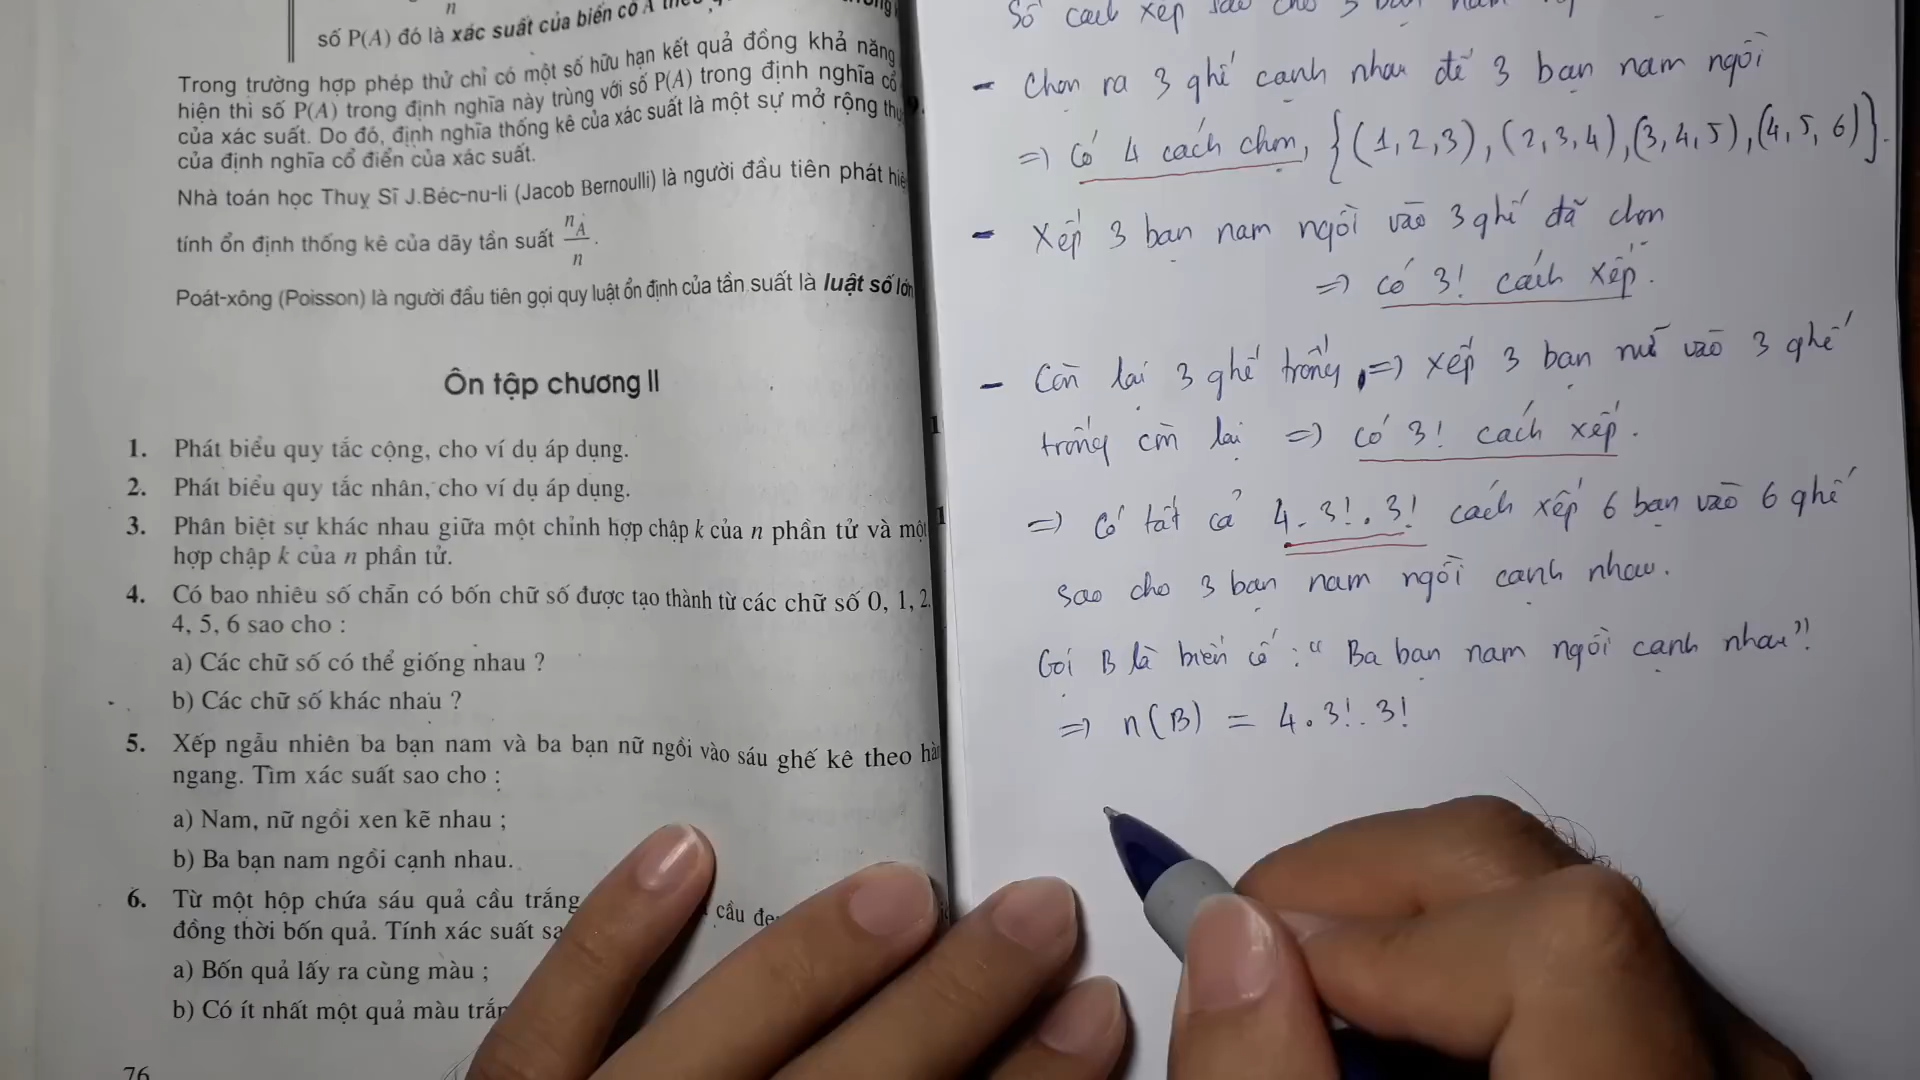 n
số P(A) đó là xác suất của biến cố A
Trong trường hợp phép thử chỉ có một số hữu hạn kết quả đồng khả năng
hiện thì số P(A) trong định nghĩa này trùng với số P(A) trong định nghĩa cổ
của xác suất. Do đó, định nghĩa thống kê của xác suất là một sự mở rộng thự
của định nghĩa cổ điển của xác suất.
Nhà toán học Thuỵ Sĩ J.Béc-nu-li (Jacob Bernoulli) là người đầu tiên phát hiệ
tính ổn định thống kê của dãy tần suất n_A/n.
Poát-xông (Poisson) là người đầu tiên gọi quy luật ổn định của tần suất là luật số lớn
Ôn tập chương II
1. Phát biểu quy tắc cộng, cho ví dụ áp dụng.
2. Phát biểu quy tắc nhân, cho ví dụ áp dụng.
3. Phân biệt sự khác nhau giữa một chỉnh hợp chập k của n phần tử và một
hợp chập k của n phần tử.
4. Có bao nhiêu số chẵn có bốn chữ số được tạo thành từ các chữ số 0, 1, 2,
4, 5, 6 sao cho :
a) Các chữ số có thể giống nhau ?
b) Các chữ số khác nhau ?
5. Xếp ngẫu nhiên ba bạn nam và ba bạn nữ ngồi vào sáu ghế kê theo hàn
ngang. Tìm xác suất sao cho :
a) Nam, nữ ngồi xen kẽ nhau ;
b) Ba bạn nam ngồi cạnh nhau.
6. Từ một hộp chứa sáu quả cầu trắng cầu đe
đồng thời bốn quả. Tính xác suất sa
a) Bốn quả lấy ra cùng màu ;
b) Có ít nhất một quả màu trắn
76
Số cách xếp sao cho 3 bạn nam
- Chọn ra 3 ghế cạnh nhau để 3 bạn nam ngồi
=> Có 4 cách chọn, {(1,2,3), (2,3,4), (3,4,5), (4,5,6)}.
- Xếp 3 bạn nam ngồi vào 3 ghế đã chọn
=> có 3! cách xếp.
- Còn lại 3 ghế trống, => xếp 3 bạn nữ vào 3 ghế
trống còn lại => có 3! cách xếp.
=> Có tất cả 4.3!.3! cách xếp 6 bạn vào 6 ghế
sao cho 3 bạn nam ngồi cạnh nhau.
Gọi B là biến cố : "Ba bạn nam ngồi cạnh nhau"
=> n(B) = 4.3!.3!